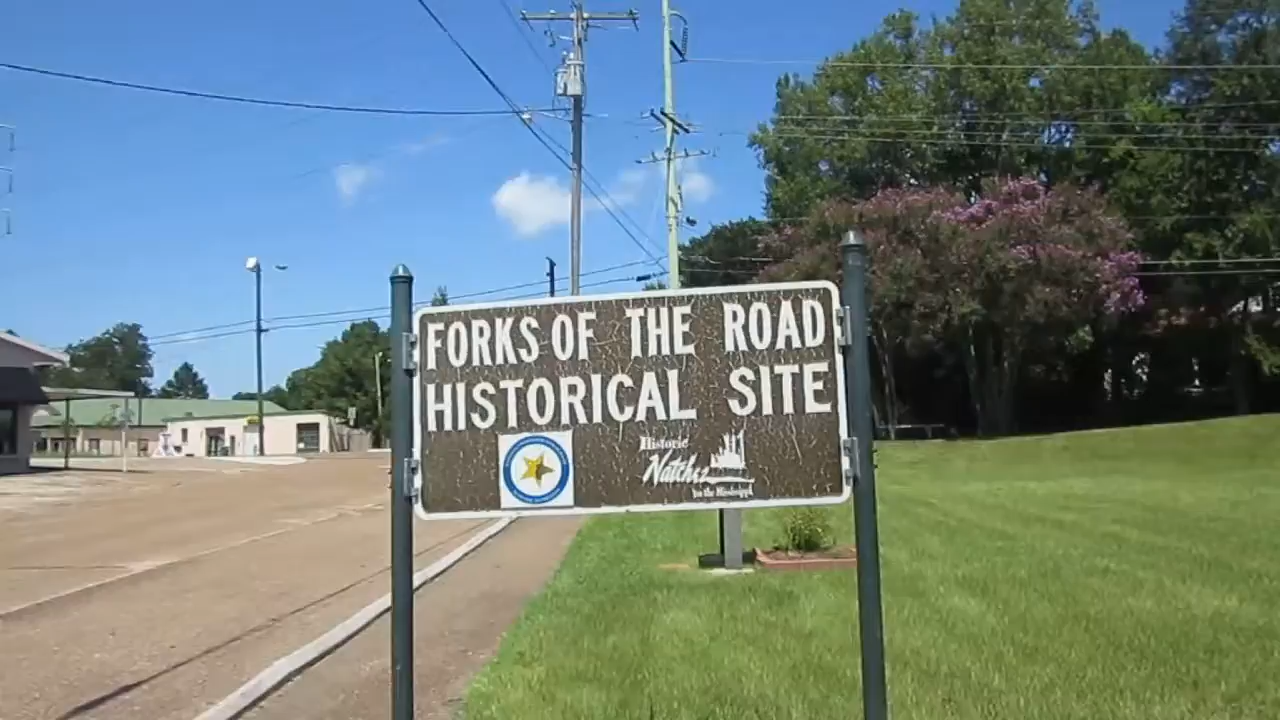 FORKS OF THE ROAD
HISTORICAL SITE
Historic
Natchez
On the Mississippi